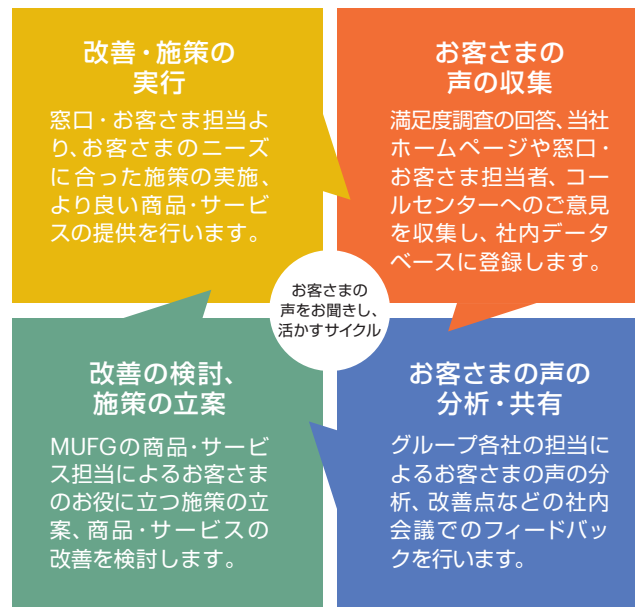 改善・施策の
実行
窓口・お客さま担当よ
り、お客さまのニーズ
に合った施策の実施、
より良い商品・サービ
スの提供を行います。
お客さまの
声の収集
満足度調査の回答、当社
ホームページや窓口・
お客さま担当者、コー
ルセンターへのご意見
を収集し、社内データ
ベースに登録します。
お客さまの
声をお聞きし、
活かすサイクル
改善の検討、
施策の立案
MUFGの商品・サービ
ス担当によるお客さま
のお役に立つ施策の立
案、商品・サービスの
改善を検討します。
お客さまの声の
分析・共有
グループ各社の担当に
よるお客さまの声の分
析、改善点などの社内
会議でのフィードバッ
クを行います。